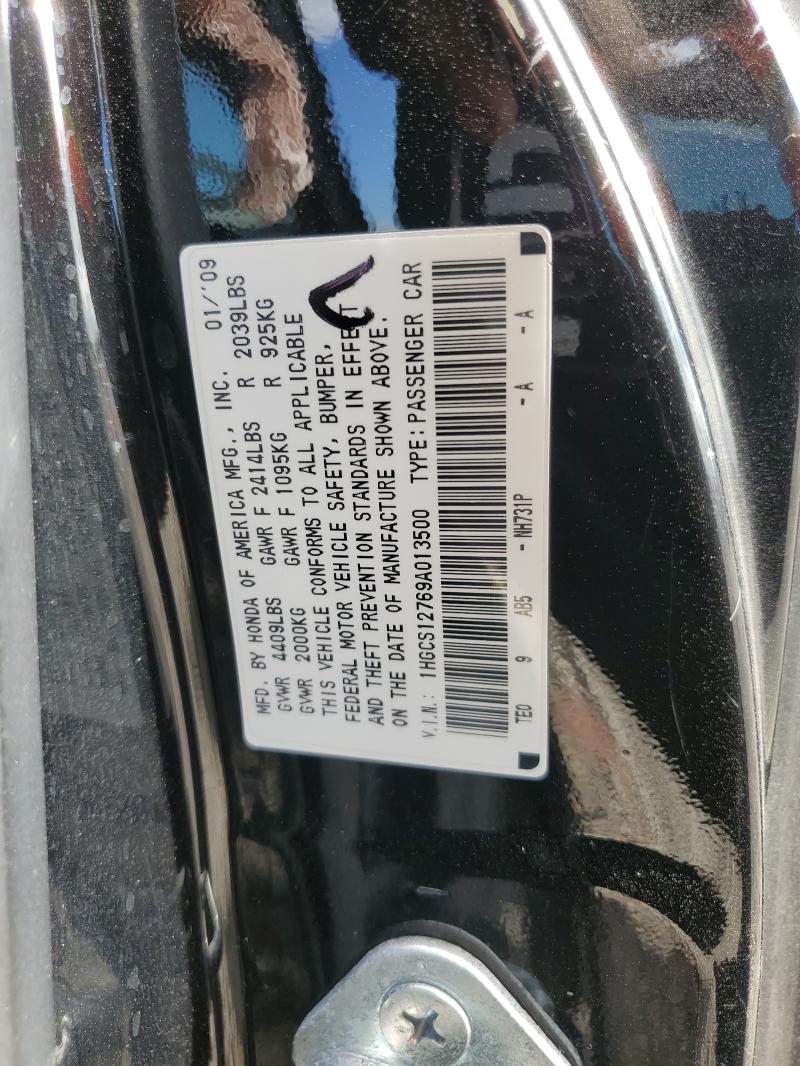 MFD. BY HONDA OF AMERICA MFG., INC. 01/'09
GVWR 4409LBS GAWR F 2414LBS R 2039LBS
GVWR 2000KG GAWR F 1095KG R 925KG
THIS VEHICLE CONFORMS TO ALL APPLICABLE
FEDERAL MOTOR VEHICLE SAFETY, BUMPER,
AND THEFT PREVENTION STANDARDS IN EFFECT
ON THE DATE OF MANUFACTURE SHOWN ABOVE.
V.I.N.: 1HGCS12769A013500 TYPE: PASSENGER CAR
TE0 9 AB5 - NH731P - A - A